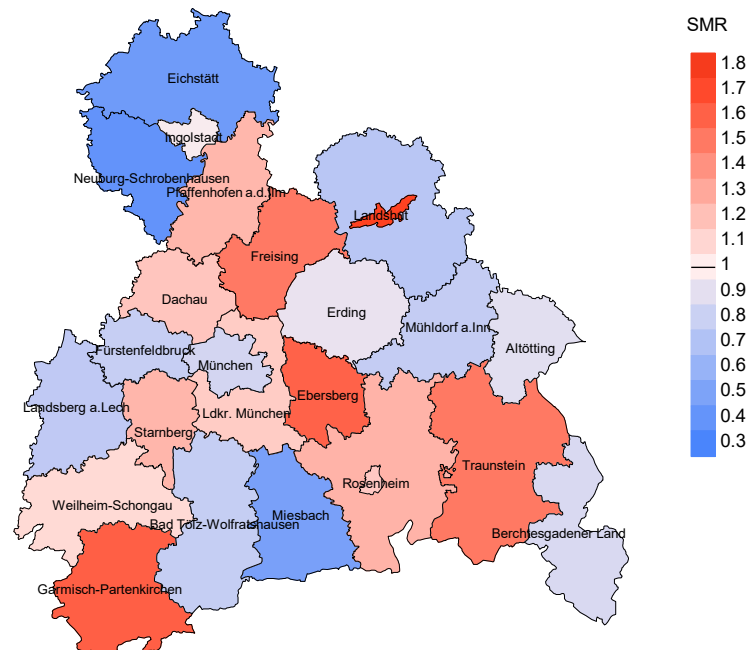 SMR
1.8
1.7
1.6
1.5
1.4
1.3
1.2
1.1
1
0.9
0.8
0.7
0.6
0.5
0.4
0.3
Eichstätt
Ingolstadt
Neuburg-Schrobenhausen
Pfaffenhofen a.d.Ilm
Landshut
Freising
Dachau
Erding
Mühldorf a.Inn
Altötting
Fürstenfeldbruck
München
Ebersberg
Landsberg a.Lech
Ldkr. München
Starnberg
Traunstein
Rosenheim
Weilheim-Schongau
Miesbach
Bad Tölz-Wolfratshausen
Berchtesgadener Land
Garmisch-Partenkirchen